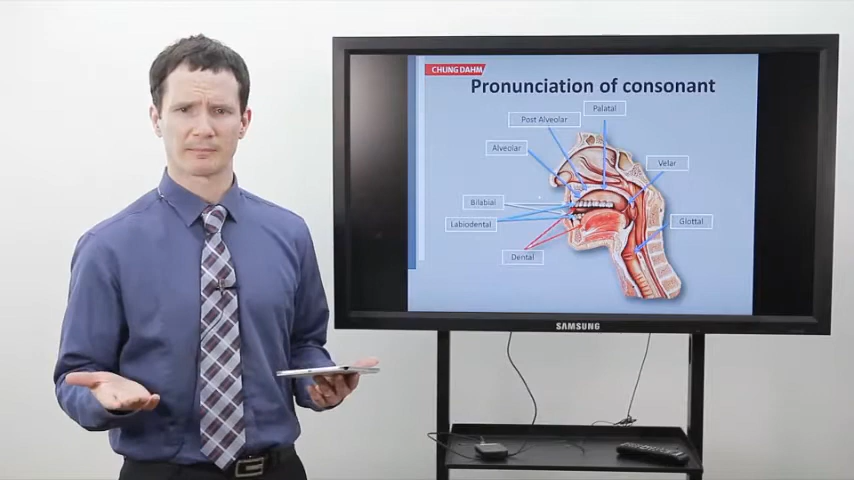 CHUNG DAHM
Pronunciation of consonant
Palatal
Post Alveolar
Alveolar
Velar
Bilabial
Labiodental
Glottal
Dental
SAMSUNG